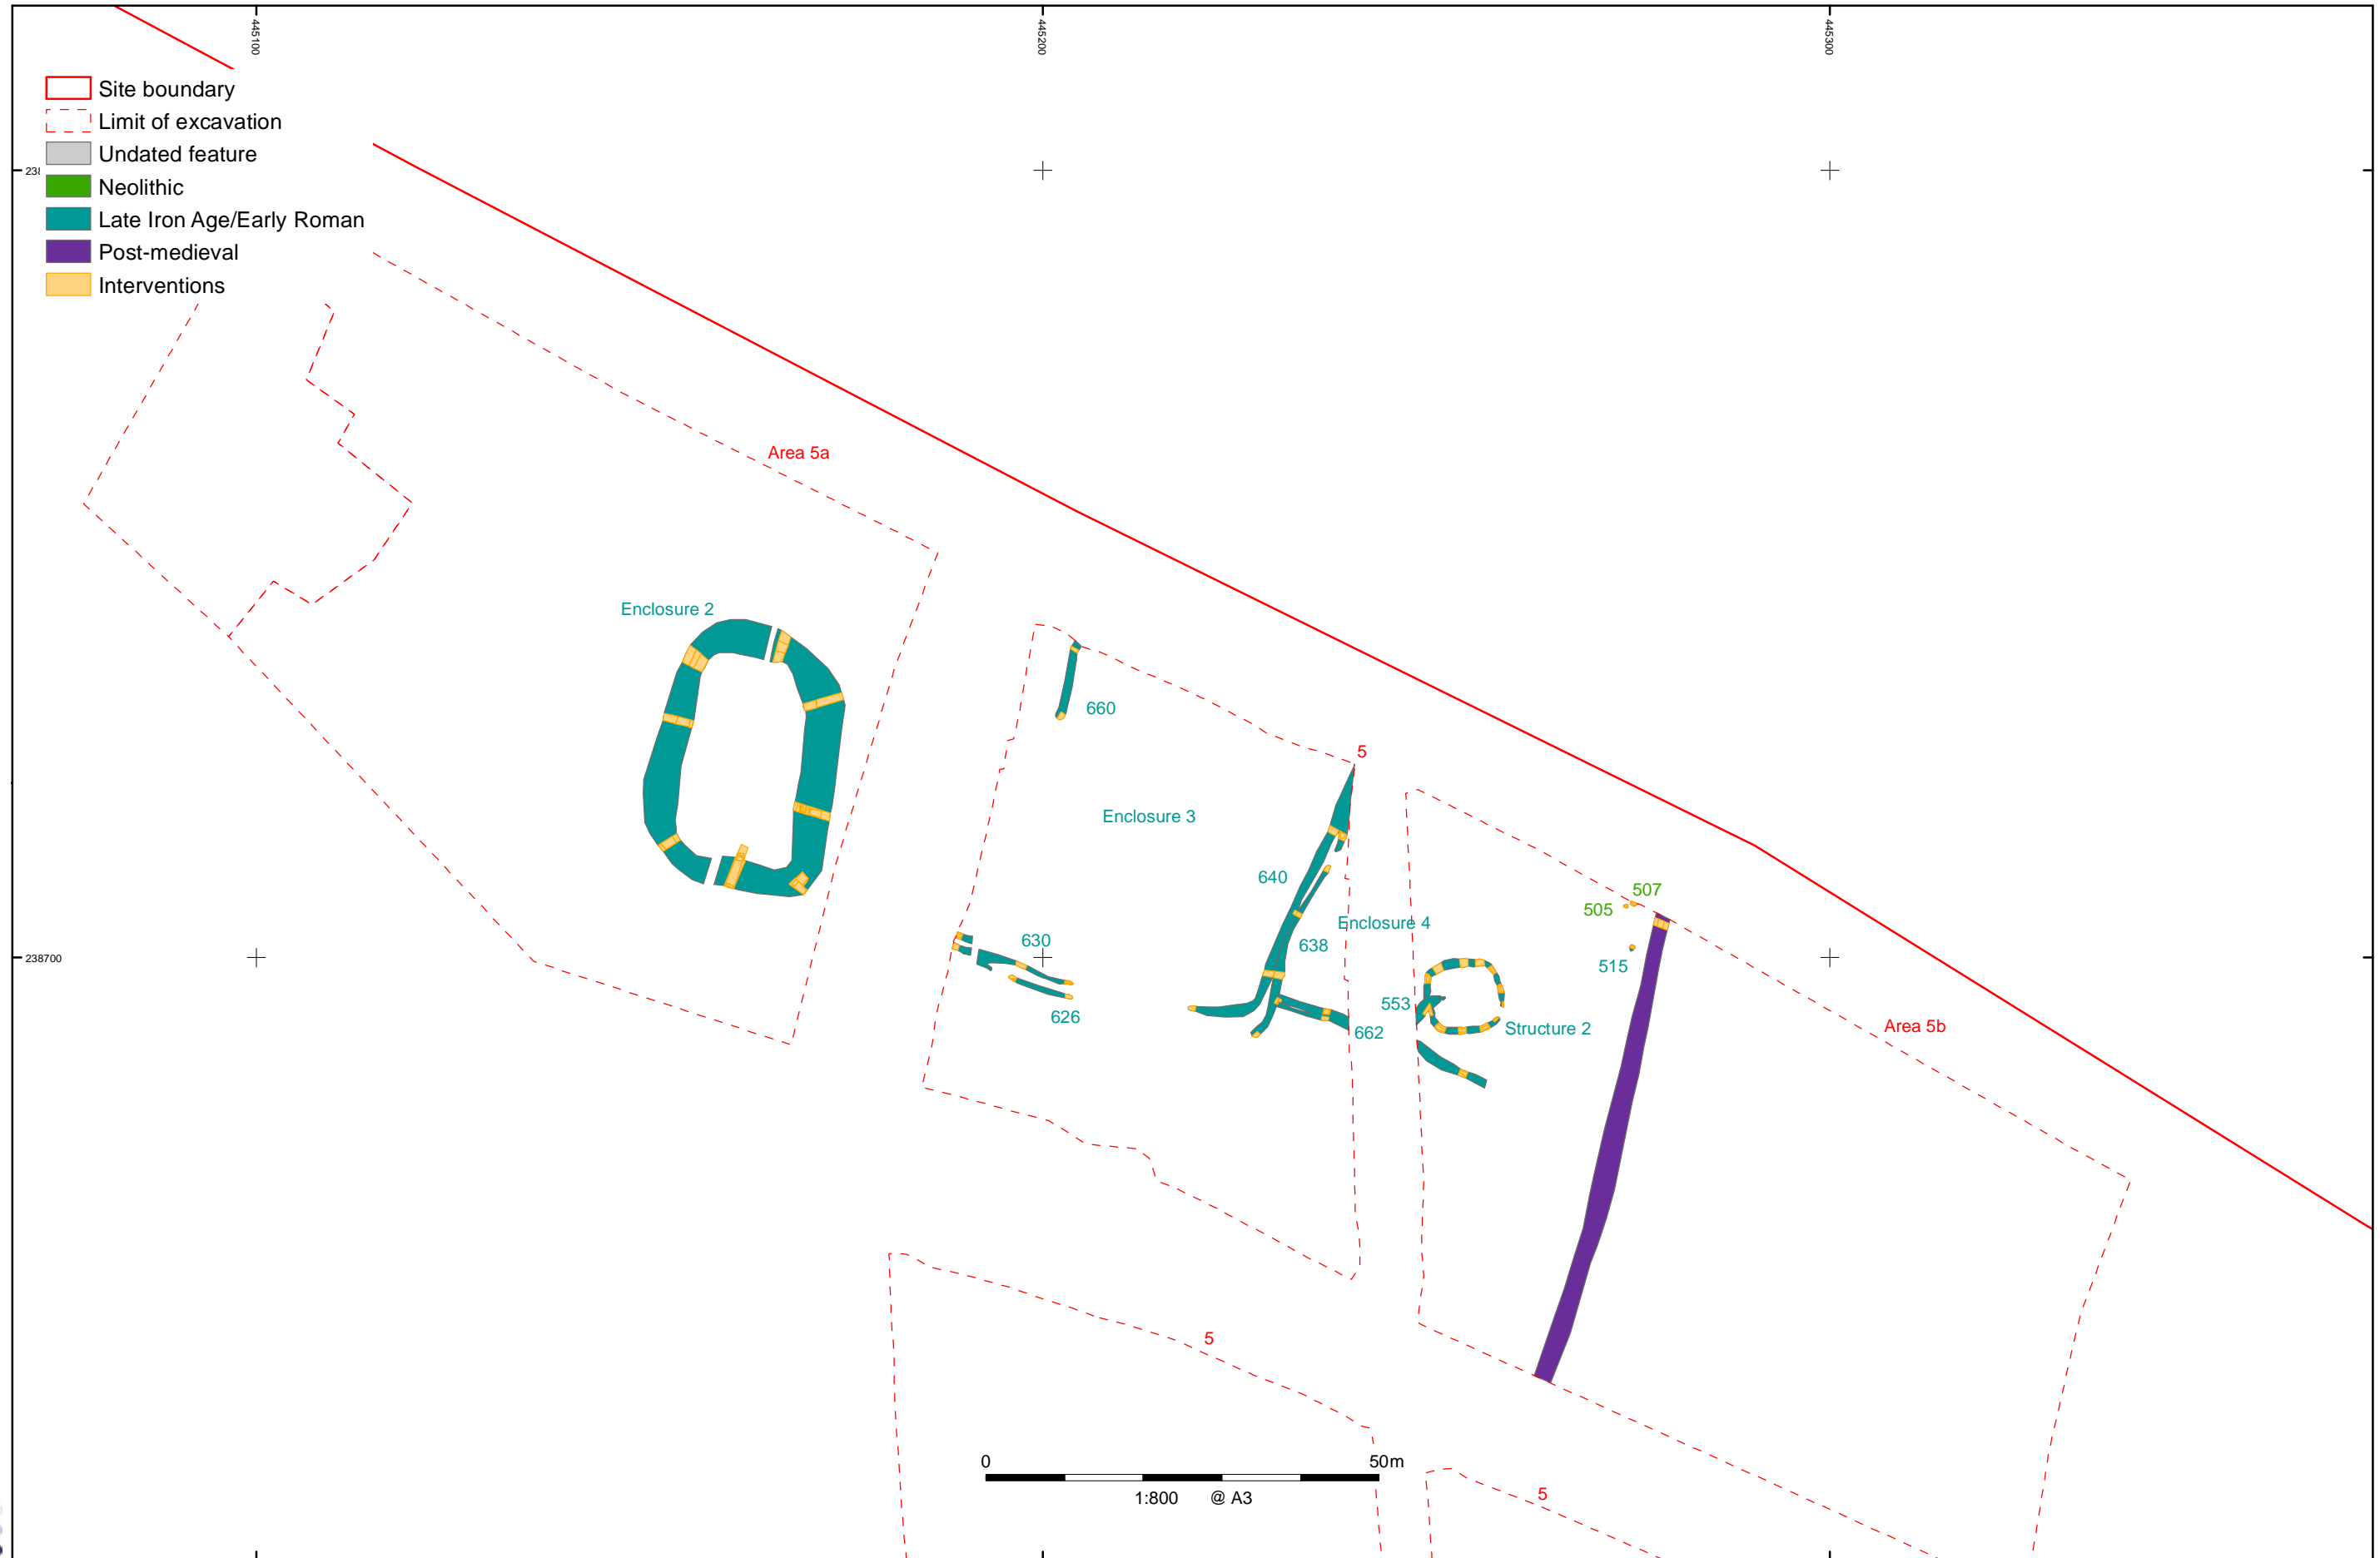 445100
445200
445300
Site boundary
Limit of excavation
Undated feature
Neolithic
Late Iron Age/Early Roman
Post-medieval
Interventions
Area 5a
Enclosure 2
660
5
Enclosure 3
640
507
505
Enclosure 4
630
638
238700
515
553
626
662
Structure 2
Area 5b
5
0 50m
1:800 @ A3
5